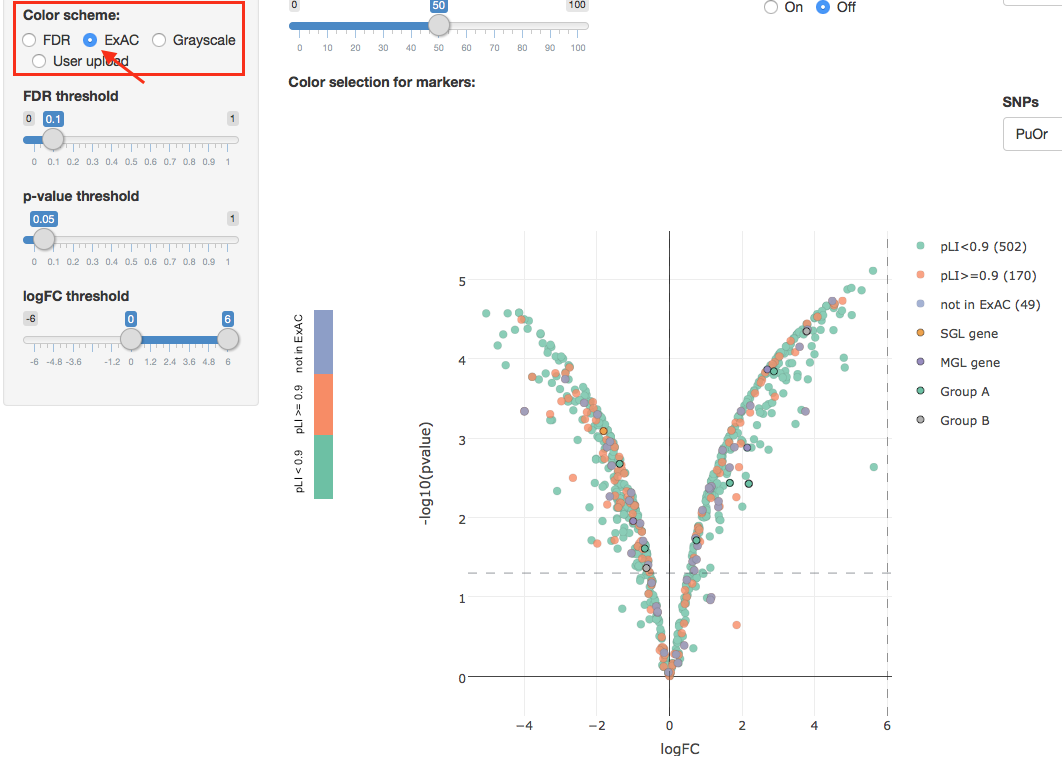 Color scheme:
FDR ExAC Grayscale
User upload
FDR threshold
0 0.1 1
0 0.1 0.2 0.3 0.4 0.5 0.6 0.7 0.8 0.9 1
p-value threshold
0.05 1
0 0.1 0.2 0.3 0.4 0.5 0.6 0.7 0.8 0.9 1
logFC threshold
-6 0 6
-6 -4.8 -3.6 -1.2 0 1.2 2.4 3.6 4.8 6
0 50 100
0 10 20 30 40 50 60 70 80 90 100
On Off
Color selection for markers:
SNPs
PuOr
not in ExAC
pLI >= 0.9
pLI < 0.9
-log10(pvalue)
5
4
3
2
1
0
−4 −2 0 2 4 6
logFC
pLI<0.9 (502)
pLI>=0.9 (170)
not in ExAC (49)
SGL gene
MGL gene
Group A
Group B